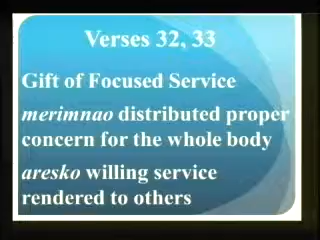 Verses 32, 33
Gift of Focused Service
merimnao distributed proper
concern for the whole body
aresko willing service
rendered to others